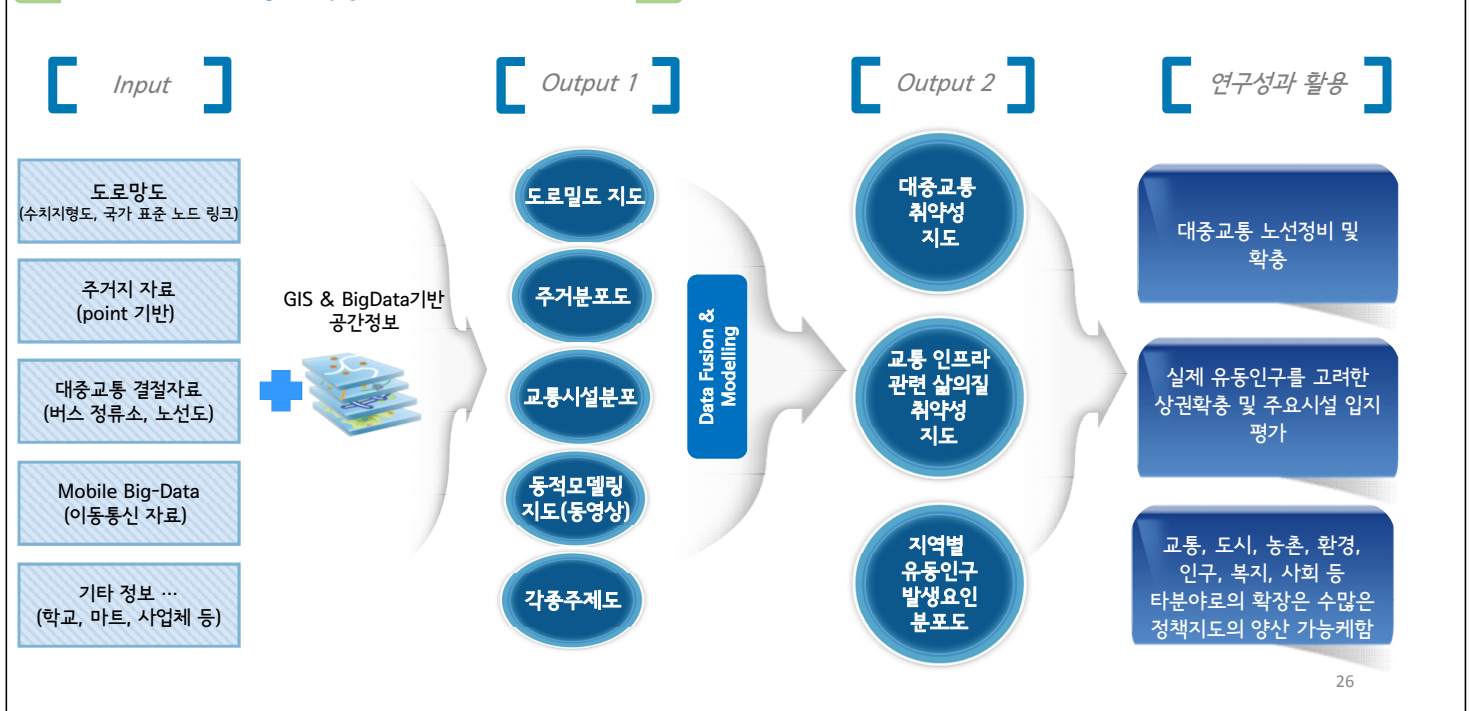 Input
Output 1
Output 2
연구성과 활용
도로망도
(수치지형도, 국가 표준 노드 링크)
주거지 자료
(point 기반)
대중교통 결절자료
(버스 정류소, 노선도)
Mobile Big-Data
(이동통신 자료)
기타 정보 …
(학교, 마트, 사업체 등)
GIS & BigData기반
공간정보
도로밀도 지도
주거분포도
교통시설분포
동적모델링
지도(동영상)
각종주제도
Data Fusion &
Modelling
대중교통
취약성
지도
교통 인프라
관련 삶의질
취약성
지도
지역별
유동인구
발생요인
분포도
대중교통 노선정비 및
확충
실제 유동인구를 고려한
상권확충 및 주요시설 입지
평가
교통, 도시, 농촌, 환경,
인구, 복지, 사회 등
타분야로의 확장은 수많은
정책지도의 양산 가능케함
26